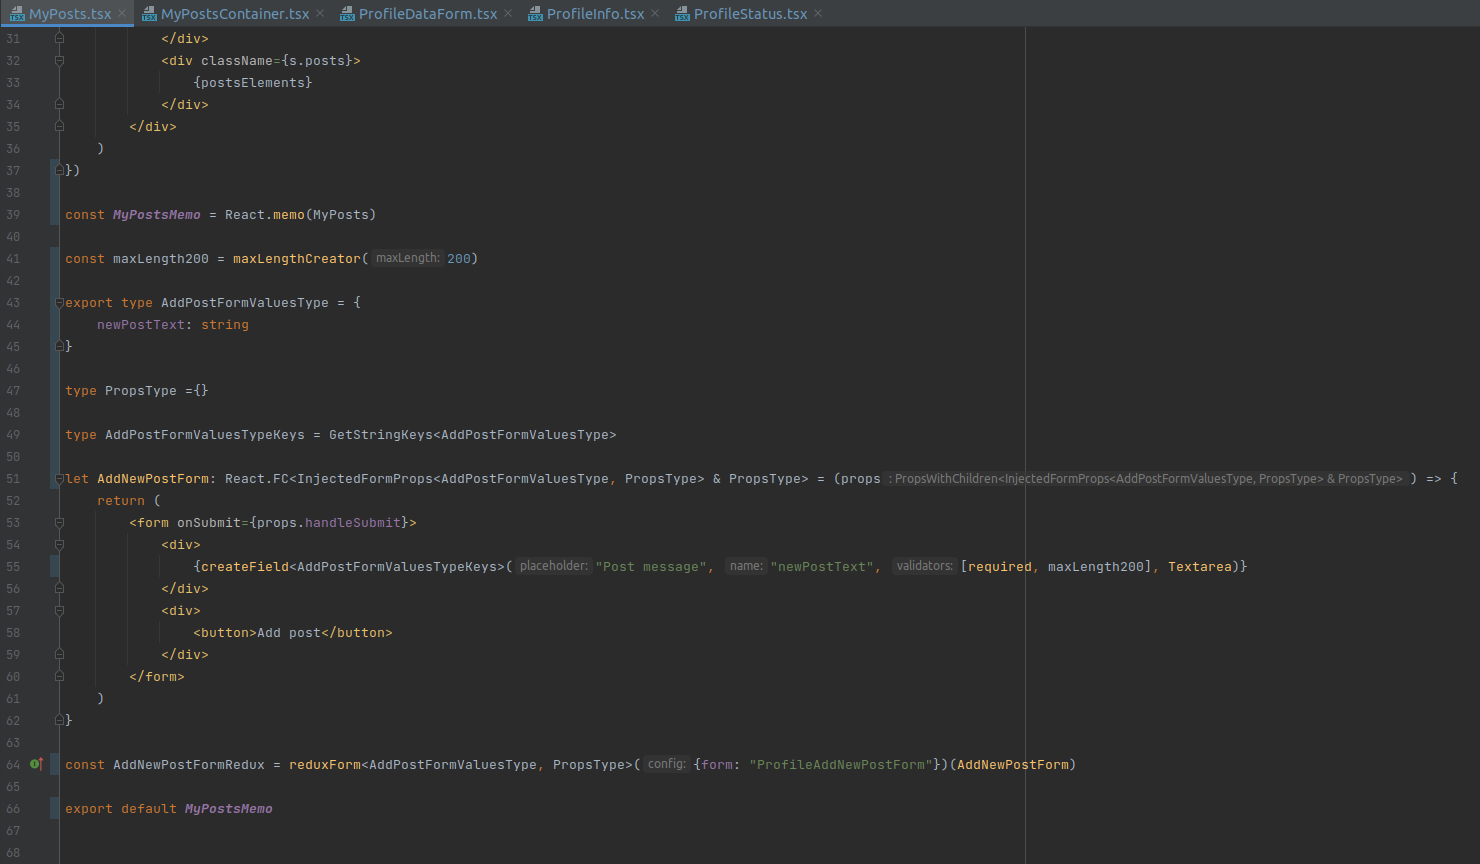 MyPosts.tsx MyPostsContainer.tsx ProfileDataForm.tsx ProfileInfo.tsx ProfileStatus.tsx
31 </div>
32 <div className={s.posts}>
33 {postsElements}
34 </div>
35 </div>
36 )
37 })
38
39 const MyPostsMemo = React.memo(MyPosts)
40
41 const maxLength200 = maxLengthCreator( maxLength: 200)
42
43 export type AddPostFormValuesType = {
44 newPostText: string
45 }
46
47 type PropsType ={}
48
49 type AddPostFormValuesTypeKeys = GetStringKeys<AddPostFormValuesType>
50
51 let AddNewPostForm: React.FC<InjectedFormProps<AddPostFormValuesType, PropsType> & PropsType> = (props : PropsWithChildren<InjectedFormProps<AddPostFormValuesType, PropsType> & PropsType> ) => {
52 return (
53 <form onSubmit={props.handleSubmit}>
54 <div>
55 {createField<AddPostFormValuesTypeKeys>( placeholder: "Post message", name: "newPostText", validators: [required, maxLength200], Textarea)}
56 </div>
57 <div>
58 <button>Add post</button>
59 </div>
60 </form>
61 )
62 }
63
64 const AddNewPostFormRedux = reduxForm<AddPostFormValuesType, PropsType>( config: {form: "ProfileAddNewPostForm"})(AddNewPostForm)
65
66 export default MyPostsMemo
67
68